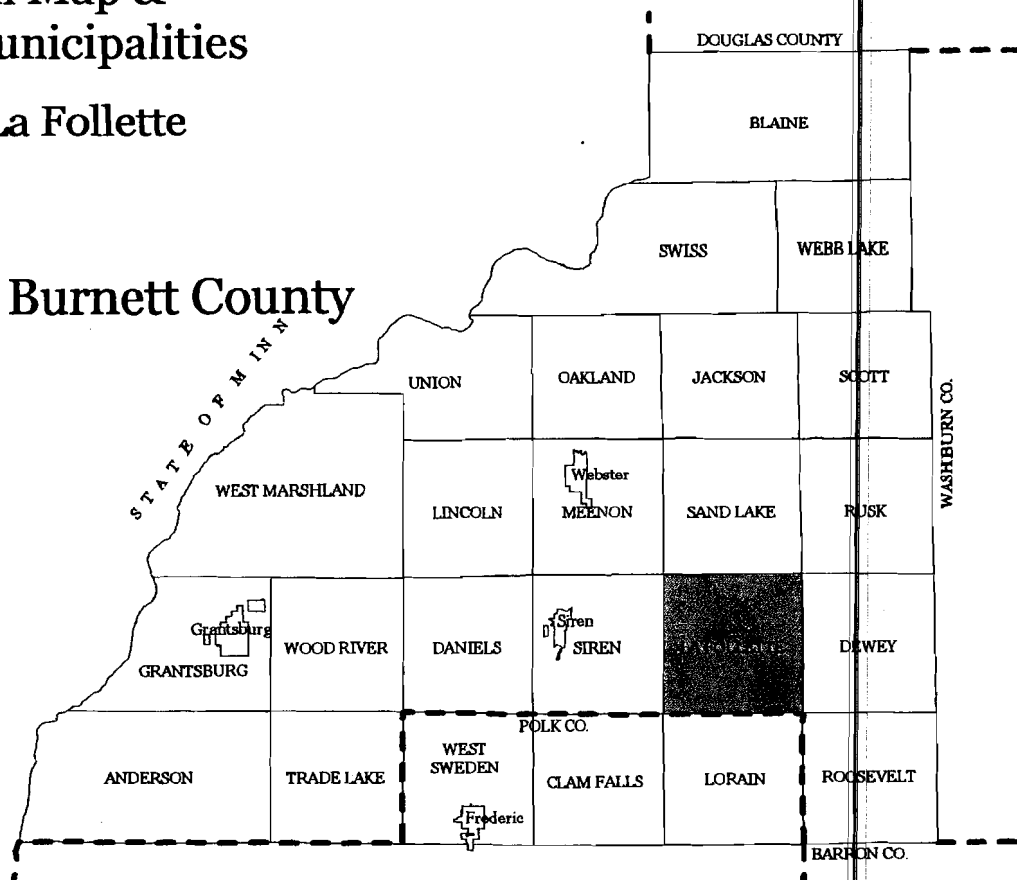 Map &
unicipalities
La Follette
Burnett County
STATE OF MINN
DOUGLAS COUNTY
BLAINE
SWISS
WEBB LAKE
UNION
OAKLAND
JACKSON
SCOTT
WASHBURN CO.
WEST MARSHLAND
LINCOLN
Webster
MEENON
SAND LAKE
RUSK
Grantsburg
GRANTSBURG
WOOD RIVER
DANIELS
Siren
SIREN
DEWEY
POLK CO.
ANDERSON
TRADE LAKE
WEST
SWEDEN
Frederic
CLAM FALLS
LORAIN
ROOSEVELT
BARRON CO.